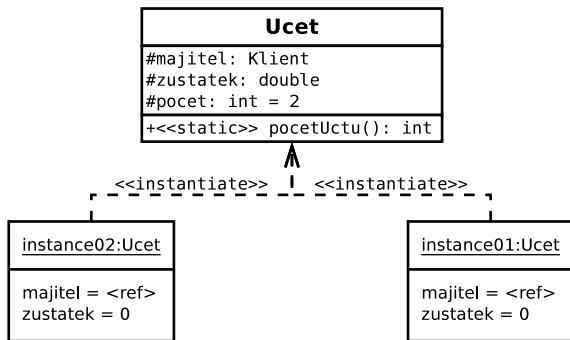 Ucet
#majitel: Klient
#zustatek: double
#pocet: int = 2
+<<static>> pocetUctu(): int
<<instantiate>> <<instantiate>>
instance02:Ucet
majitel = <ref>
zustatek = 0
instance01:Ucet
majitel = <ref>
zustatek = 0